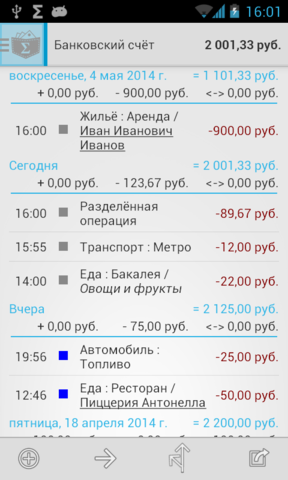 16:01
Банковский счёт 2 001,33 руб.
воскресенье, 4 мая 2014 г. = 1 101,33 руб.
+ 0,00 руб. - 900,00 руб. <-> 0,00 руб.
16:00 Жильё : Аренда / -900,00 руб.
Иван Иванович
Иванов
Сегодня = 2 001,33 руб.
+ 0,00 руб. - 123,67 руб. <-> 0,00 руб.
16:00 Разделённая -89,67 руб.
операция
15:55 Транспорт : Метро -12,00 руб.
14:00 Еда : Бакалея / -22,00 руб.
Овощи и фрукты
Вчера = 2 125,00 руб.
+ 0,00 руб. - 75,00 руб. <-> 0,00 руб.
19:56 Автомобиль : -25,00 руб.
Топливо
12:46 Еда : Ресторан / -50,00 руб.
Пиццерия Антонелла
пятница, 18 апреля 2014 г. = 2 200,00 руб.